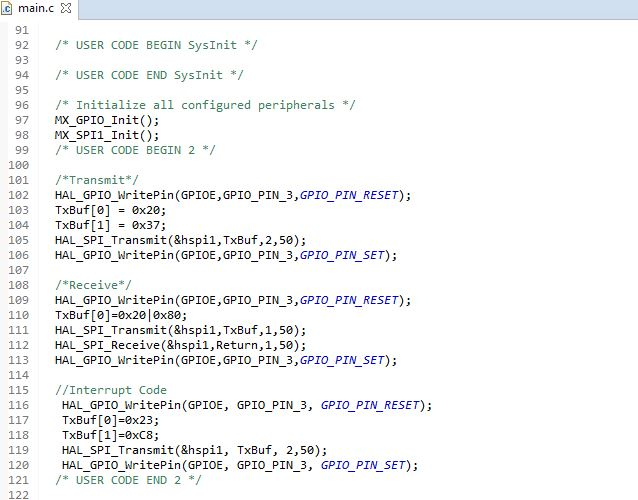 main.c
91
92 /* USER CODE BEGIN SysInit */
93
94 /* USER CODE END SysInit */
95
96 /* Initialize all configured peripherals */
97 MX_GPIO_Init();
98 MX_SPI1_Init();
99 /* USER CODE BEGIN 2 */
100
101 /*Transmit*/
102 HAL_GPIO_WritePin(GPIOE,GPIO_PIN_3,GPIO_PIN_RESET);
103 TxBuf[0] = 0x20;
104 TxBuf[1] = 0x37;
105 HAL_SPI_Transmit(&hspi1,TxBuf,2,50);
106 HAL_GPIO_WritePin(GPIOE,GPIO_PIN_3,GPIO_PIN_SET);
107
108 /*Receive*/
109 HAL_GPIO_WritePin(GPIOE,GPIO_PIN_3,GPIO_PIN_RESET);
110 TxBuf[0]=0x20|0x80;
111 HAL_SPI_Transmit(&hspi1,TxBuf,1,50);
112 HAL_SPI_Receive(&hspi1,Return,1,50);
113 HAL_GPIO_WritePin(GPIOE,GPIO_PIN_3,GPIO_PIN_SET);
114
115 //Interrupt Code
116 HAL_GPIO_WritePin(GPIOE, GPIO_PIN_3, GPIO_PIN_RESET);
117 TxBuf[0]=0x23;
118 TxBuf[1]=0xC8;
119 HAL_SPI_Transmit(&hspi1, TxBuf, 2,50);
120 HAL_GPIO_WritePin(GPIOE, GPIO_PIN_3, GPIO_PIN_SET);
121 /* USER CODE END 2 */
122